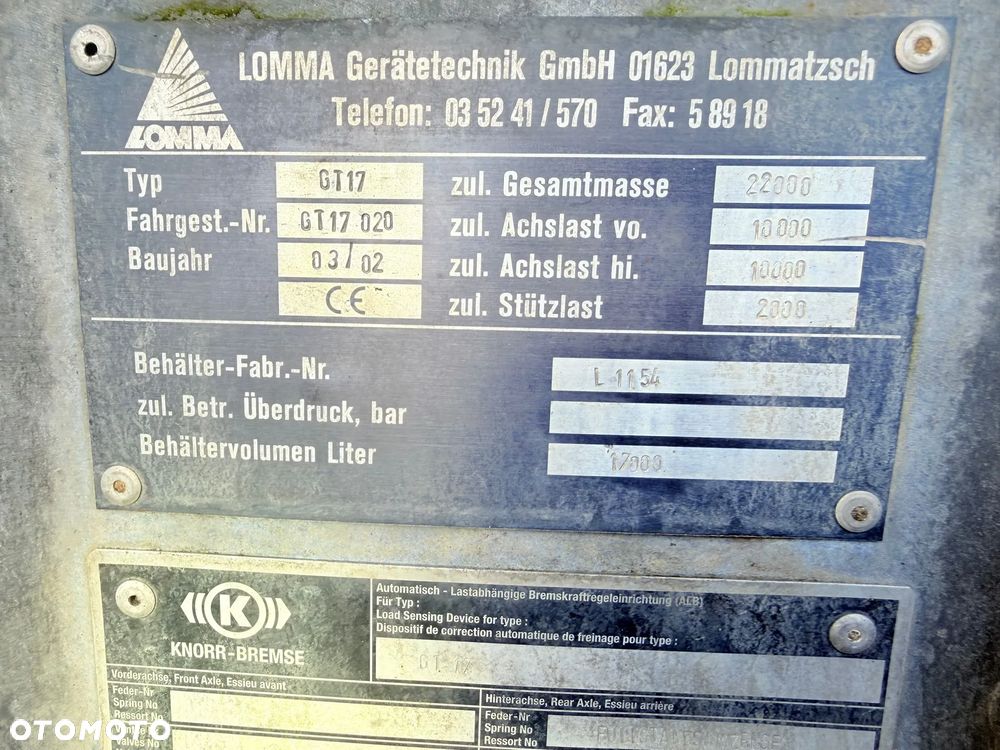 LOMMA Gerätetechnik GmbH 01623 Lommatzsch
Telefon: 03 52 41 / 570 Fax: 5 89 18
LOMMA
Typ GT17 zul. Gesamtmasse 22000
Fahrgest.-Nr. GT17 020 zul. Achslast vo. 10000
Baujahr 03/02 zul. Achslast hi. 10000
CE zul. Stützlast 2000
Behälter-Fabr.-Nr. L 1154
zul. Betr. Überdruck, bar
Behältervolumen Liter 17000
K
KNORR-BREMSE
Automatisch - Lastabhängige Bremskraftregeleinrichtung (ALB)
Für Typ :
Load Sensing Device for type :
Dispositif de correction automatique de freinage pour type :
GT 17
Vorderachse, Front Axle, Essieu avant
Hinterachse, Rear Axle, Essieu arrière
Feder-Nr
Spring No
Ressort No
Valves No
Feder-Nr
Spring No
Ressort No
OTOMOTO